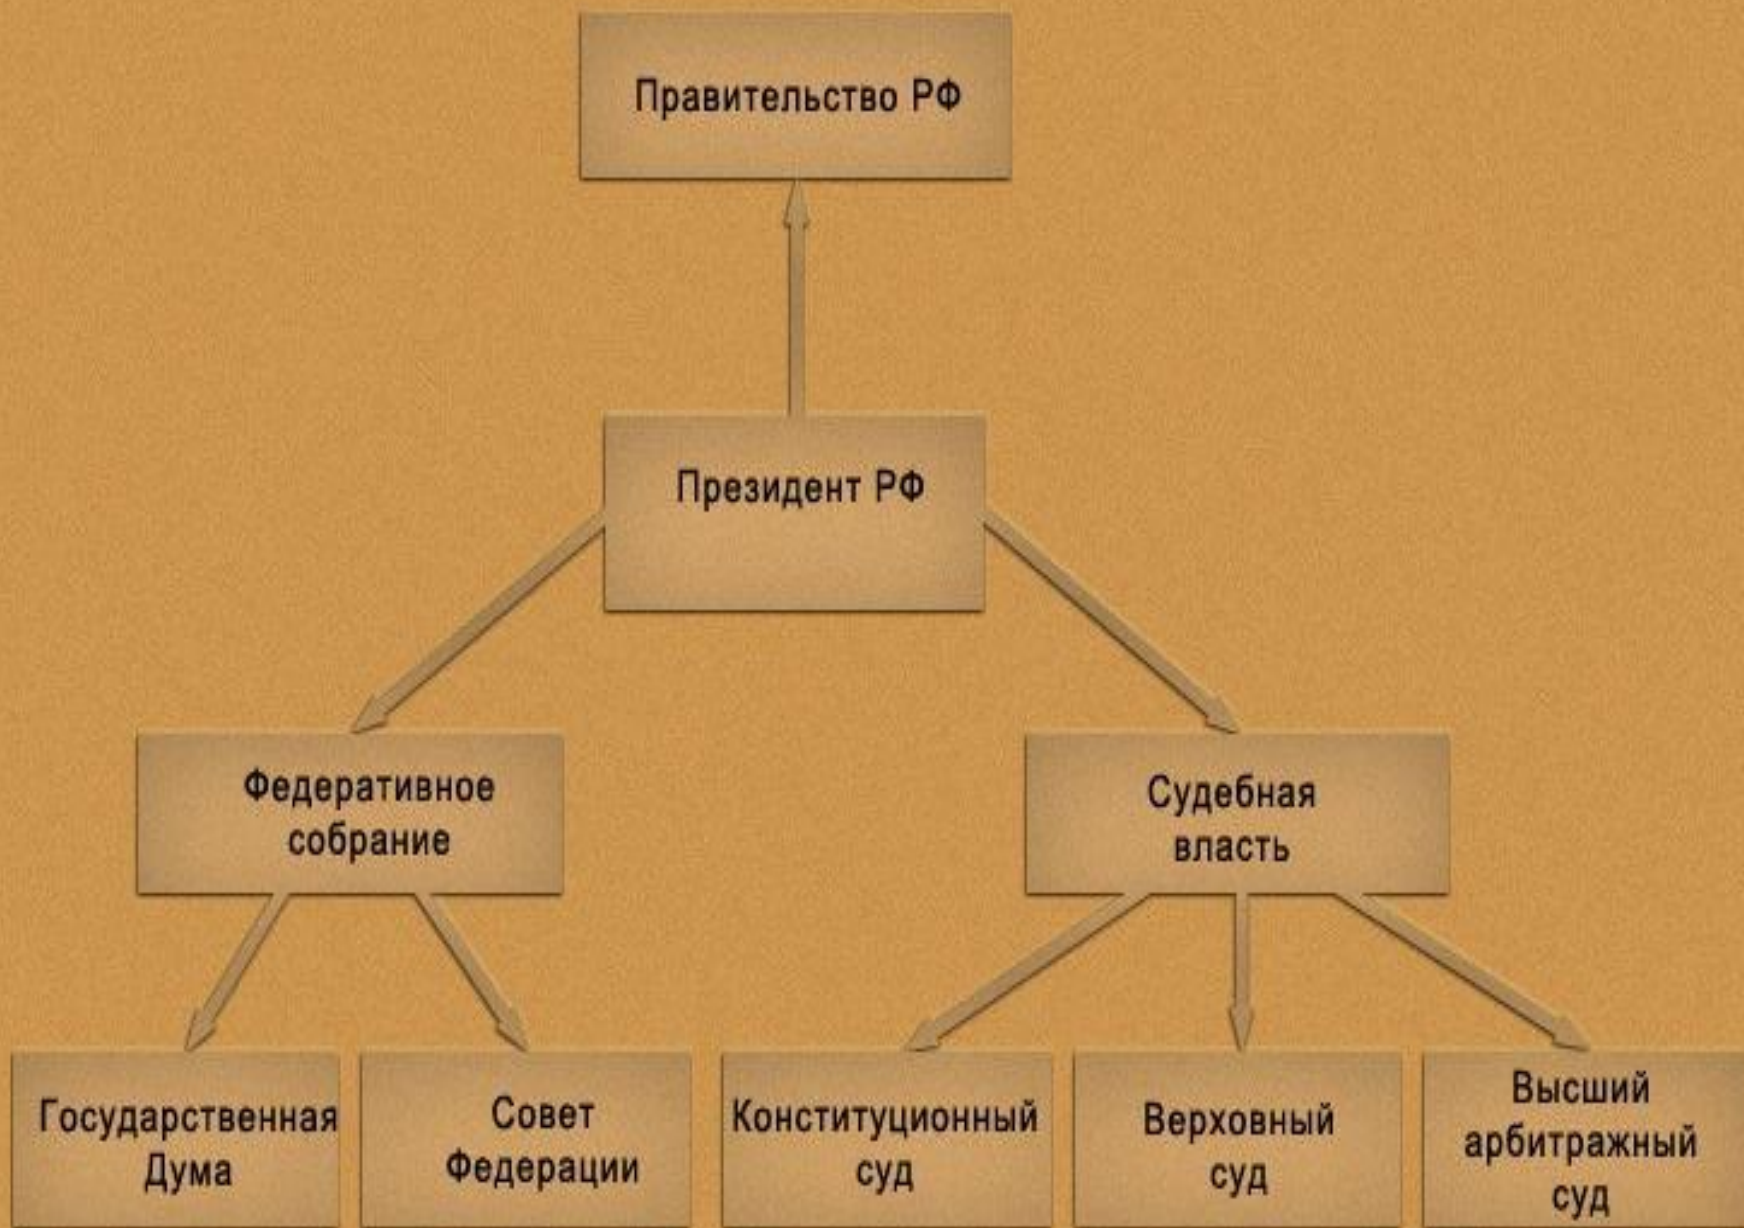 Правительство РФ
Президент РФ
Федеративное
собрание
Судебная
власть
Государственная
Дума
Совет
Федерации
Конституционный
суд
Верховный
суд
Высший
арбитражный
суд